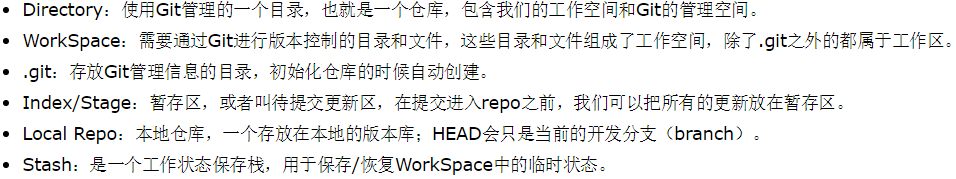 • Directory：使用Git管理的一个目录，也就是一个仓库，包含我们的工作空间和Git的管理空间。
• WorkSpace：需要通过Git进行版本控制的目录和文件，这些目录和文件组成了工作空间，除了.git之外的都属于工作区。
• .git：存放Git管理信息的目录，初始化仓库的时候自动创建。
• Index/Stage：暂存区，或者叫待提交更新区，在提交进入repo之前，我们可以把所有的更新放在暂存区。
• Local Repo：本地仓库，一个存放在本地的版本库；HEAD会只是当前的开发分支（branch）。
• Stash：是一个工作状态保存栈，用于保存/恢复WorkSpace中的临时状态。